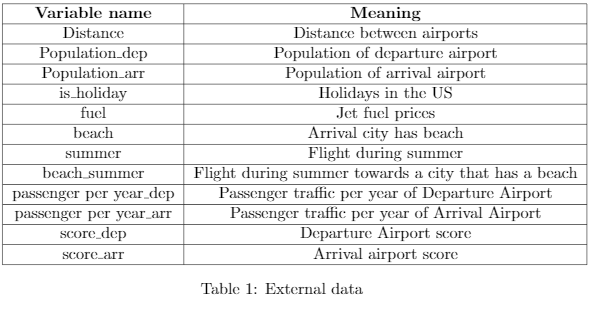 Variable name Meaning
Distance Distance between airports
Population_dep Population of departure airport
Population_arr Population of arrival airport
is_holiday Holidays in the US
fuel Jet fuel prices
beach Arrival city has beach
summer Flight during summer
beach_summer Flight during summer towards a city that has a beach
passenger per year_dep Passenger traffic per year of Departure Airport
passenger per year_arr Passenger traffic per year of Arrival Airport
score_dep Departure Airport score
score_arr Arrival airport score
Table 1: External data